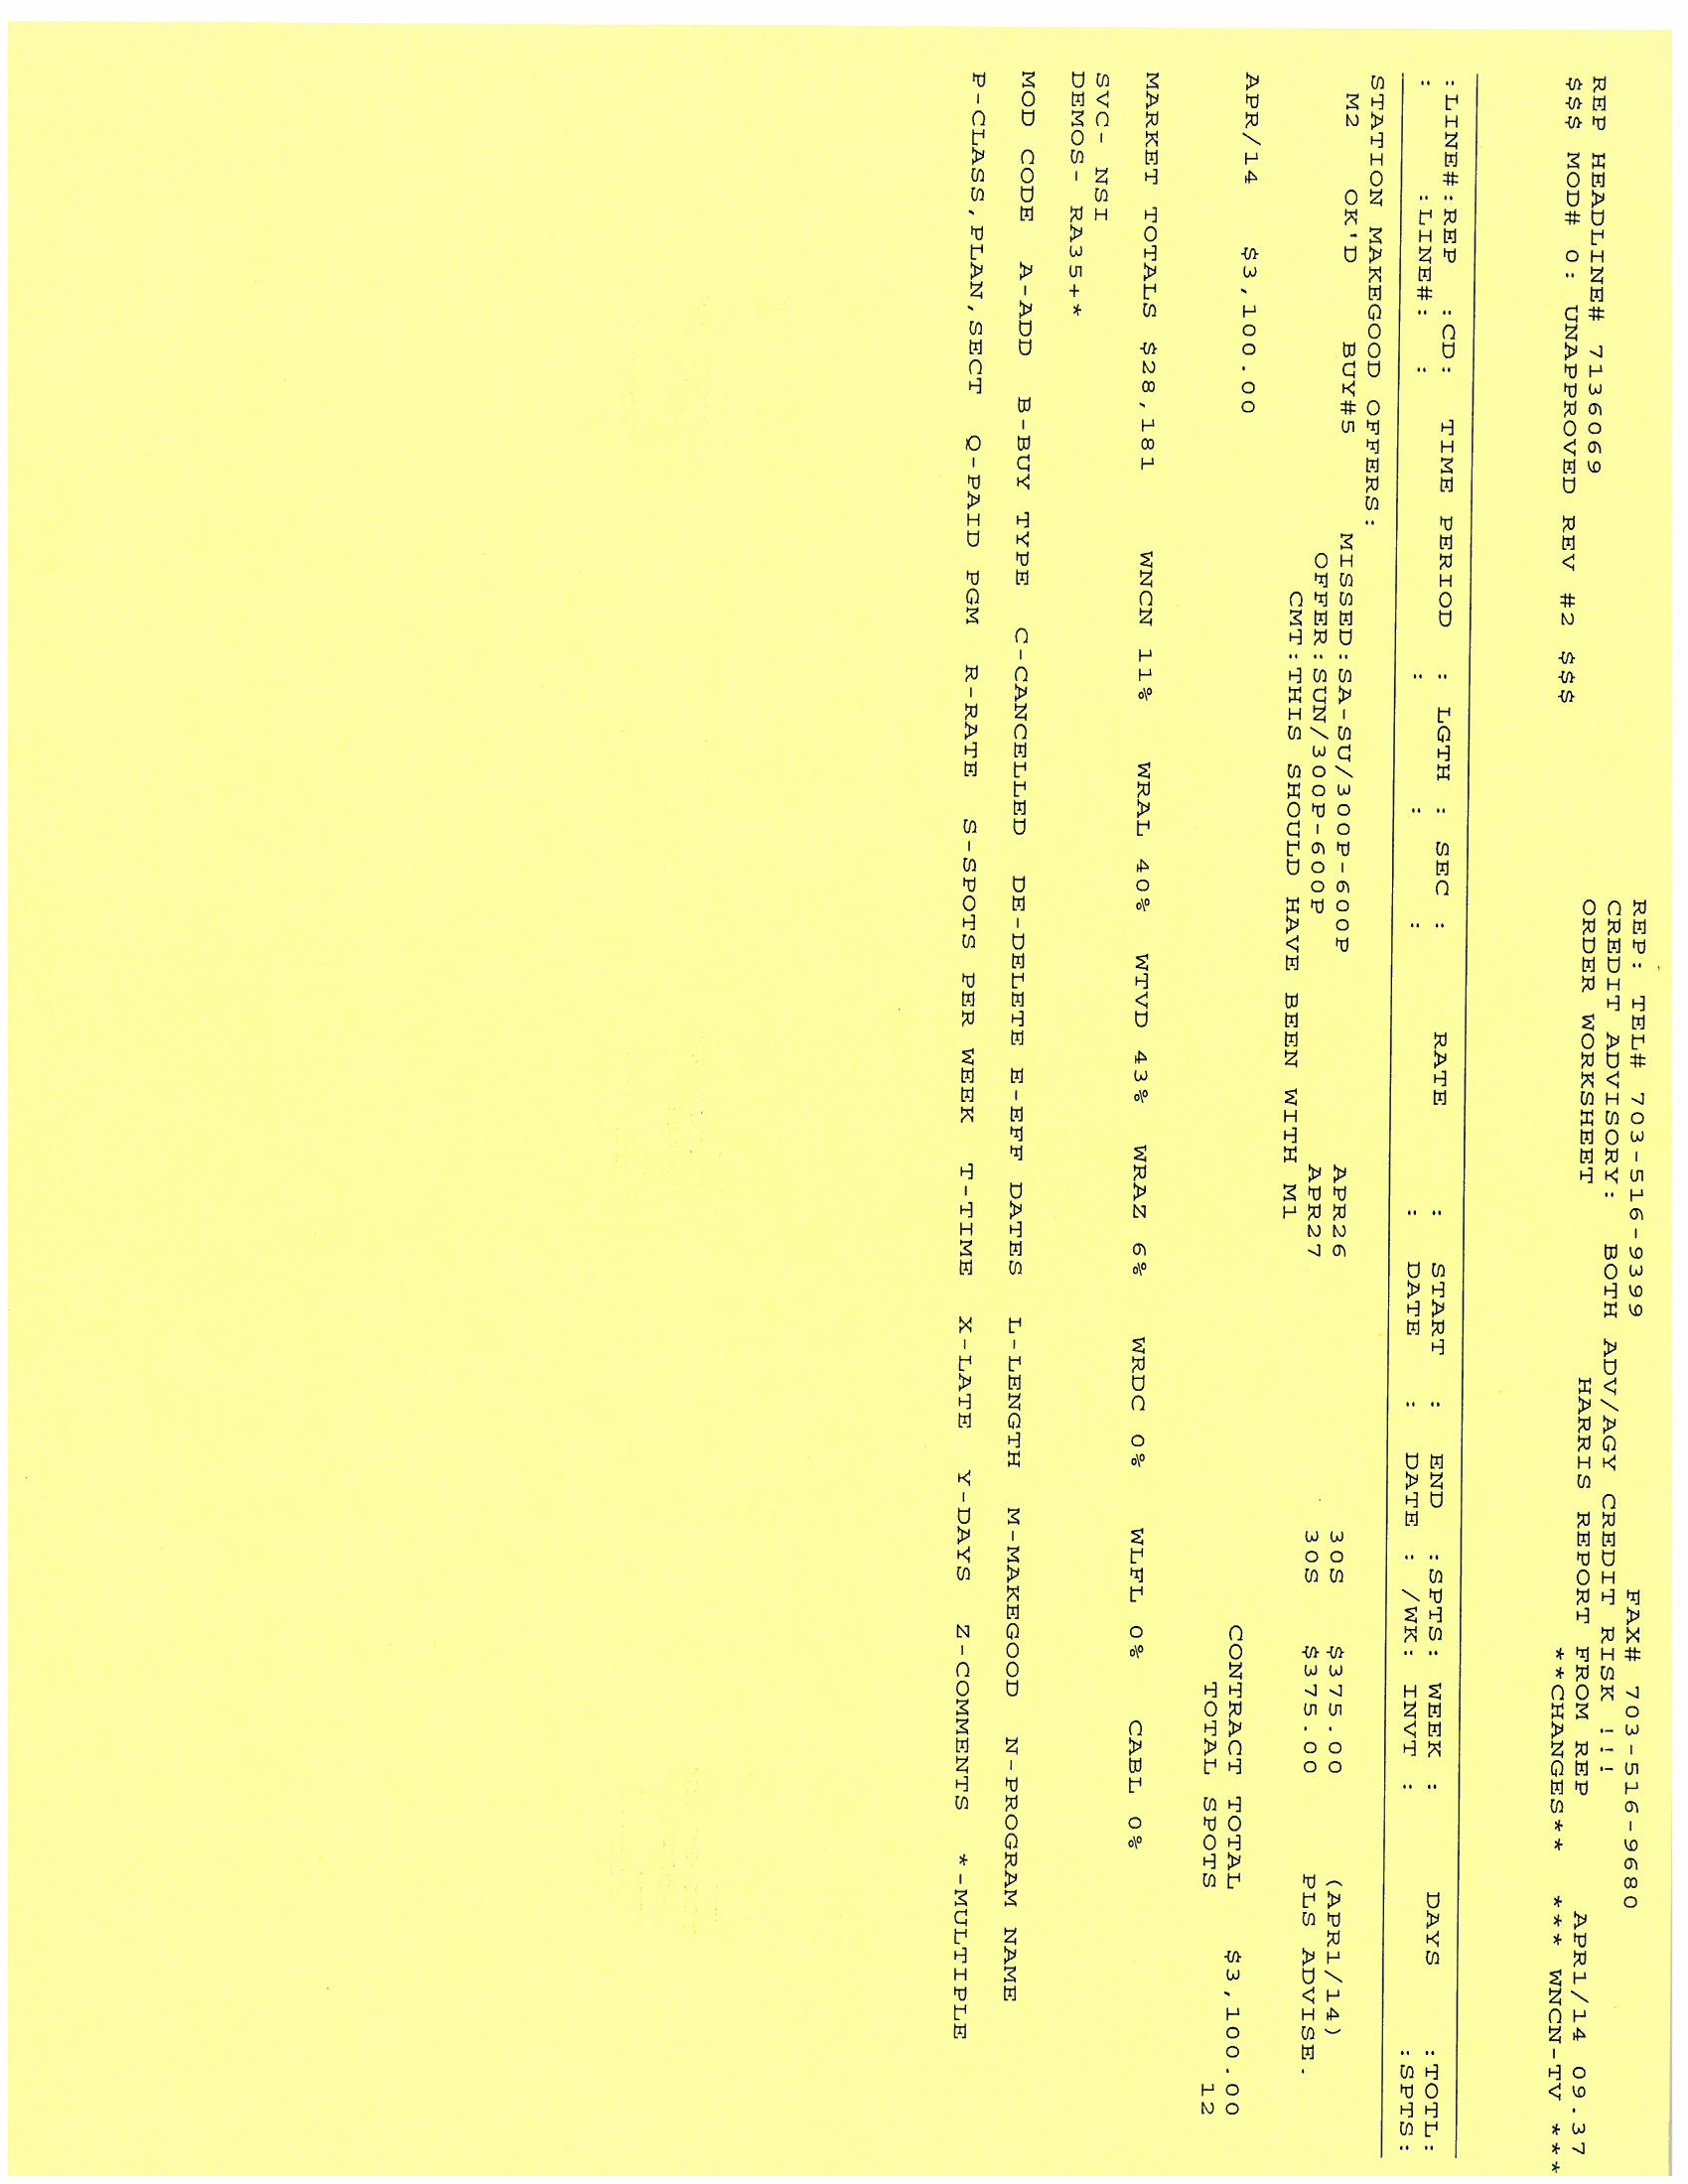 REP: TEL# 703-516-9399 FAX# 703-516-9680
CREDIT ADVISORY: BOTH ADV/AGY CREDIT RISK !!!
REP HEADLINE# 7136069 ORDER WORKSHEET HARRIS REPORT FROM REP APR1/14 09.37
$$$ MOD# 0: UNAPPROVED REV #2 $$$ **CHANGES** *** WNCN-TV ***
:LINE#:REP :CD: TIME PERIOD : LGTH : SEC : RATE : START : END :SPTS: WEEK : DAYS :TOTL:
: :LINE#: : : : : : DATE : DATE : /WK: INVT : :SPTS:
STATION MAKEGOOD OFFERS:
M2 OK'D BUY#5 MISSED:SA-SU/300P-600P APR26 30S $375.00 (APR1/14)
OFFER:SUN/300P-600P APR27 30S $375.00 PLS ADVISE.
CMT:THIS SHOULD HAVE BEEN WITH M1
APR/14 $3,100.00 CONTRACT TOTAL $3,100.00
TOTAL SPOTS 12
MARKET TOTALS $28,181 WNCN 11% WRAL 40% WTVD 43% WRAZ 6% WRDC 0% WLFL 0% CABL 0%
SVC- NSI
DEMOS- RA35+*
MOD CODE A-ADD B-BUY TYPE C-CANCELLED DE-DELETE E-EFF DATES L-LENGTH M-MAKEGOOD N-PROGRAM NAME
P-CLASS,PLAN,SECT Q-PAID PGM R-RATE S-SPOTS PER WEEK T-TIME X-LATE Y-DAYS Z-COMMENTS *-MULTIPLE